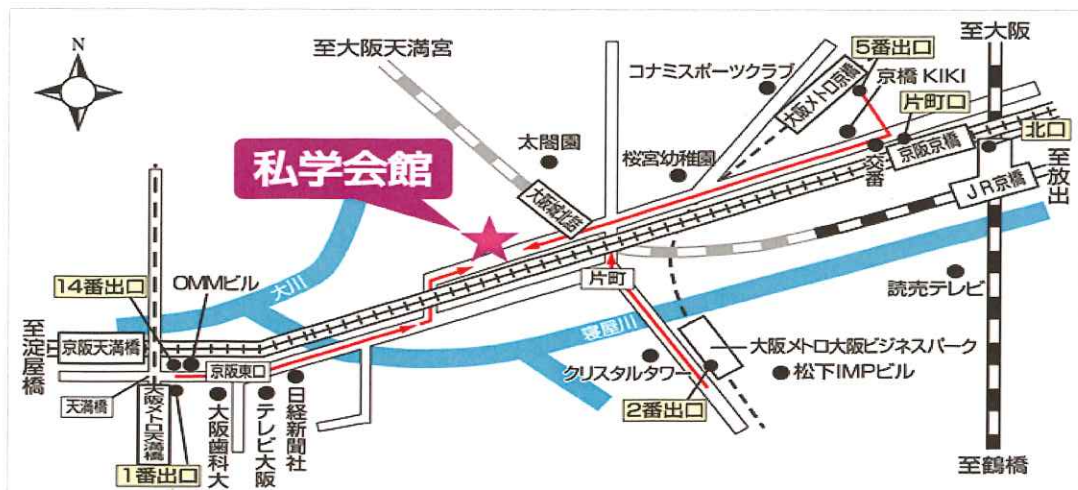 N
至大阪天満宮
5番出口
至大阪
コナミスポーツクラブ
大阪メトロ京橋
京橋KIKI
片町口
北口
太閤園
桜宮幼稚園
交番
京阪京橋
至放出
JR京橋
私学会館
大阪城北詰
14番出口
OMMビル
大川
片町
寝屋川
読売テレビ
至淀屋橋
京阪天満橋
京阪東口
天満橋
大阪メトロ天満橋
1番出口
大阪歯科大
テレビ大阪
日経新聞社
クリスタルタワー
大阪メトロ大阪ビジネスパーク
松下IMPビル
2番出口
至鶴橋